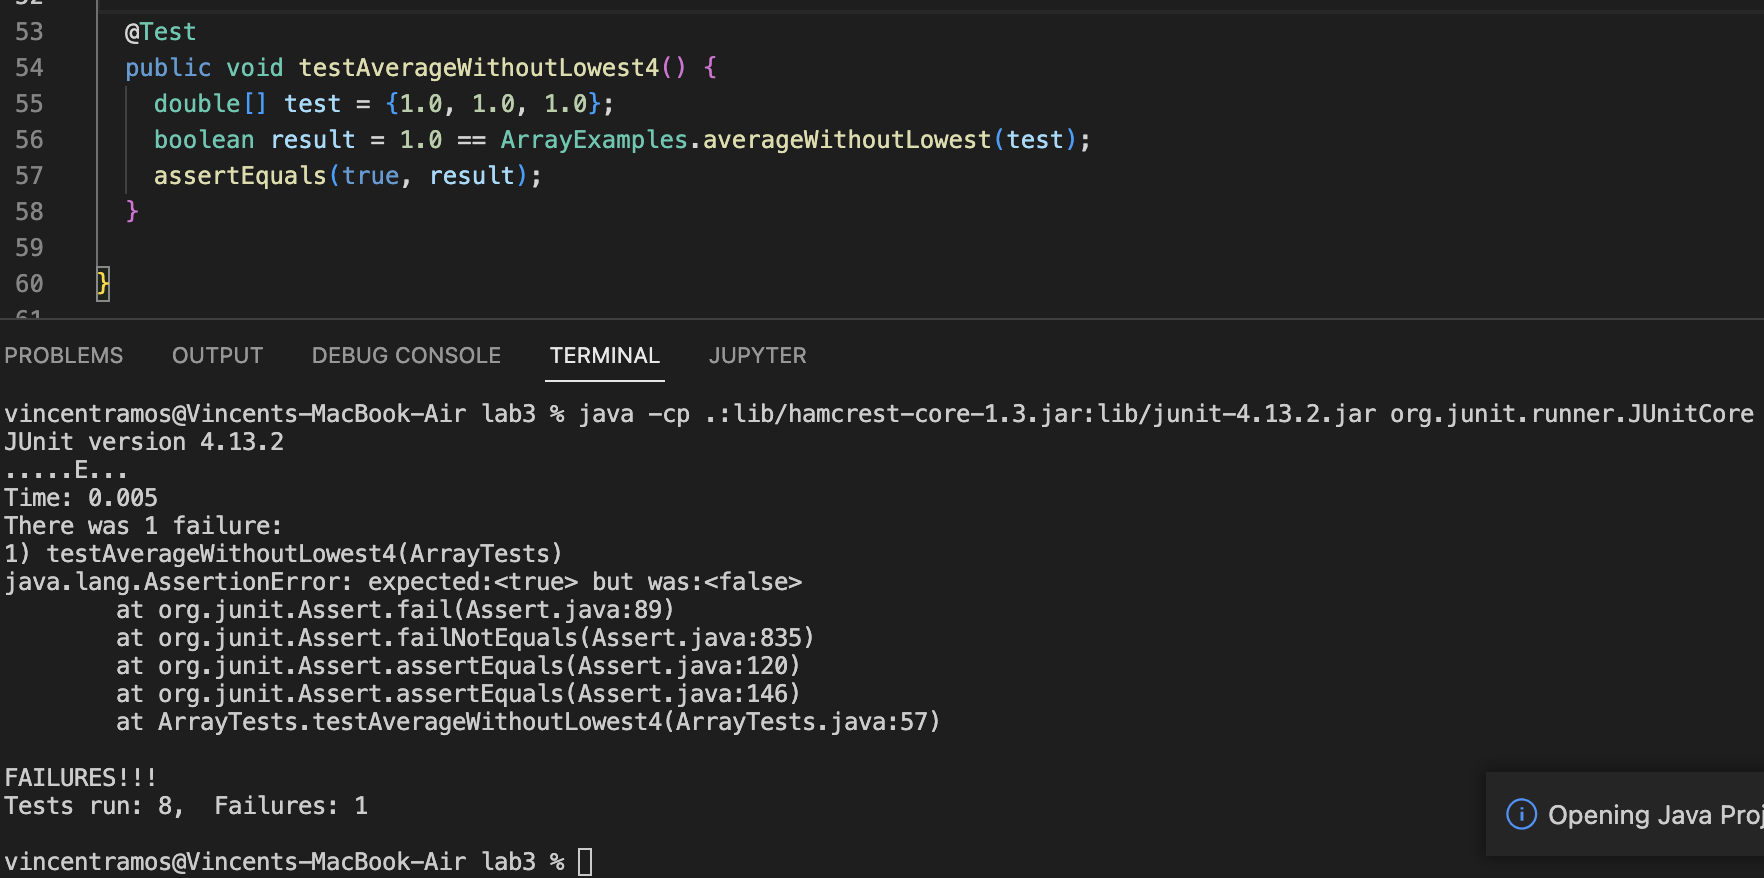 53 @Test
54 public void testAverageWithoutLowest4() {
55 double[] test = {1.0, 1.0, 1.0};
56 boolean result = 1.0 == ArrayExamples.averageWithoutLowest(test);
57 assertEquals(true, result);
58 }
59
60 }
PROBLEMS OUTPUT DEBUG CONSOLE TERMINAL JUPYTER
vincentramos@Vincents-MacBook-Air lab3 % java -cp .:lib/hamcrest-core-1.3.jar:lib/junit-4.13.2.jar org.junit.runner.JUnitCore
JUnit version 4.13.2
.....E...
Time: 0.005
There was 1 failure:
1) testAverageWithoutLowest4(ArrayTests)
java.lang.AssertionError: expected:<true> but was:<false>
at org.junit.Assert.fail(Assert.java:89)
at org.junit.Assert.failNotEquals(Assert.java:835)
at org.junit.Assert.assertEquals(Assert.java:120)
at org.junit.Assert.assertEquals(Assert.java:146)
at ArrayTests.testAverageWithoutLowest4(ArrayTests.java:57)
FAILURES!!!
Tests run: 8, Failures: 1
Opening Java Proj
vincentramos@Vincents-MacBook-Air lab3 %